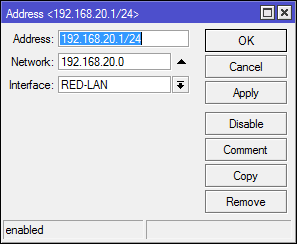 Address <192.168.20.1/24>
Address: 192.168.20.1/24
OK
Network: 192.168.20.0
Cancel
Interface: RED-LAN
Apply
Disable
Comment
Copy
Remove
enabled